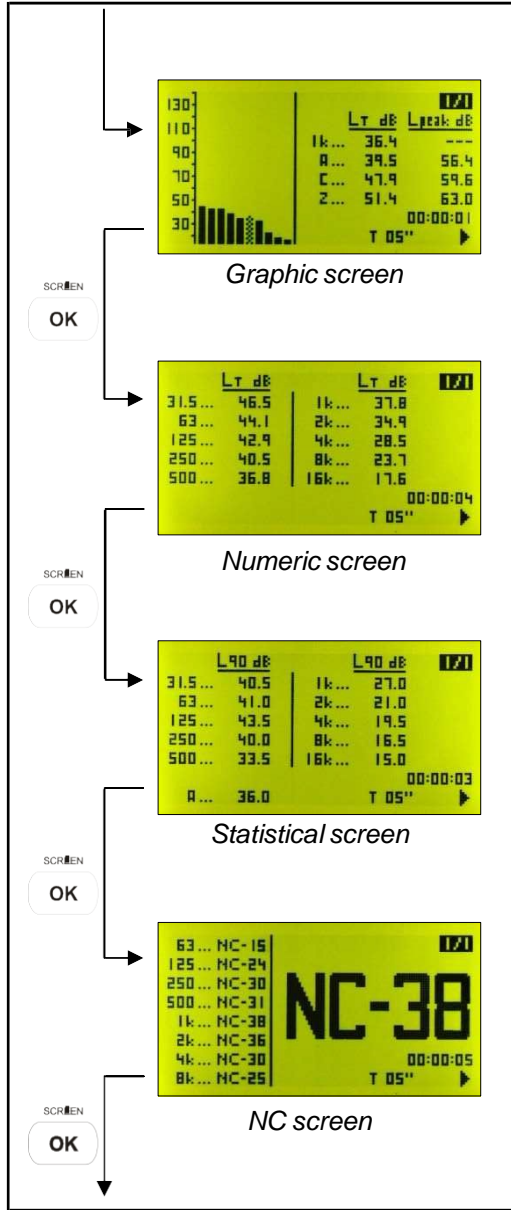 130
110
90
70
50
30
1/1
LT dB Lpeak dB
1k... 36.4 ---
A... 39.5 56.4
C... 47.9 59.6
Z... 51.4 63.0
00:00:01
T 05"
Graphic screen
SCREEN
OK
LT dB LT dB 1/1
31.5... 46.5 1k... 37.8
63... 44.1 2k... 34.9
125... 42.9 4k... 28.5
250... 40.5 8k... 23.7
500... 36.8 16k... 17.6
00:00:04
T 05"
Numeric screen
SCREEN
OK
L90 dB L90 dB 1/1
31.5... 40.5 1k... 27.0
63... 41.0 2k... 21.0
125... 43.5 4k... 19.5
250... 40.0 8k... 16.5
500... 33.5 16k... 15.0
00:00:03
A... 36.0 T 05"
Statistical screen
SCREEN
OK
63... NC-15 1/1
125... NC-24
250... NC-30
500... NC-31
1k... NC-38
2k... NC-36
4k... NC-30
8k... NC-25
NC-38
00:00:05
T 05"
NC screen
SCREEN
OK